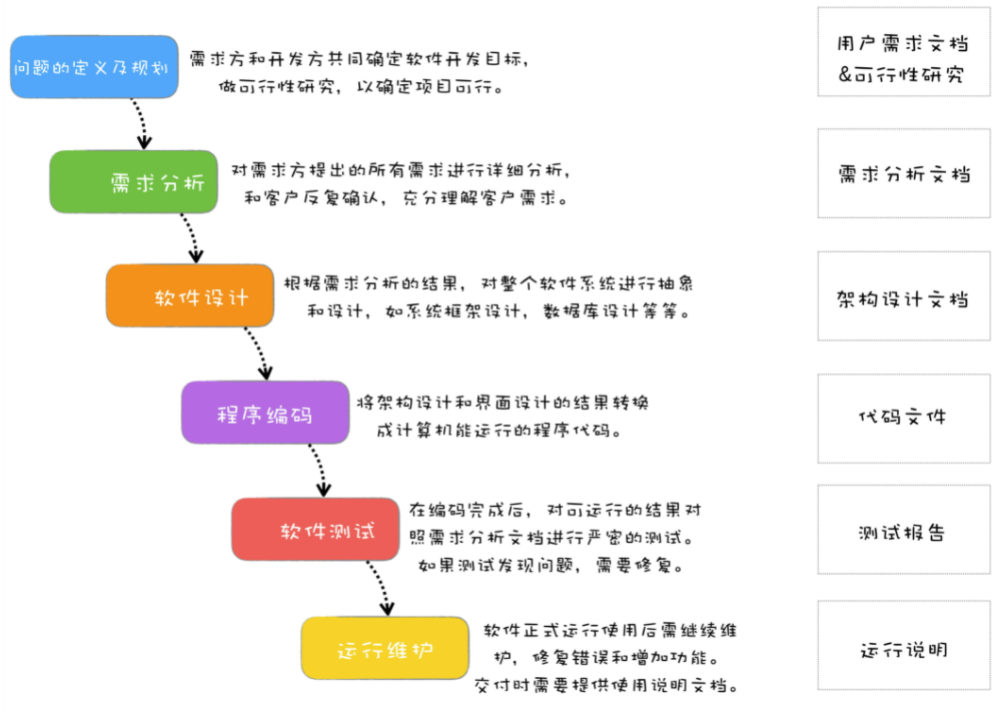 问题的定义及规划
需求方和开发方共同确定软件开发目标，
做可行性研究，以确定项目可行。
用户需求文档
&可行性研究
需求分析
对需求方提出的所有需求进行详细分析，
和客户反复确认，充分理解客户需求。
需求分析文档
软件设计
根据需求分析的结果，对整个软件系统进行抽象
和设计，如系统框架设计，数据库设计等等。
架构设计文档
程序编码
将架构设计和界面设计的结果转换
成计算机能运行的程序代码。
代码文件
软件测试
在编码完成后，对可运行的结果对
照需求分析文档进行严密的测试。
如果测试发现问题，需要修复。
测试报告
运行维护
软件正式运行使用后需继续维
护，修复错误和增加功能。
交付时需要提供使用说明文档。
运行说明